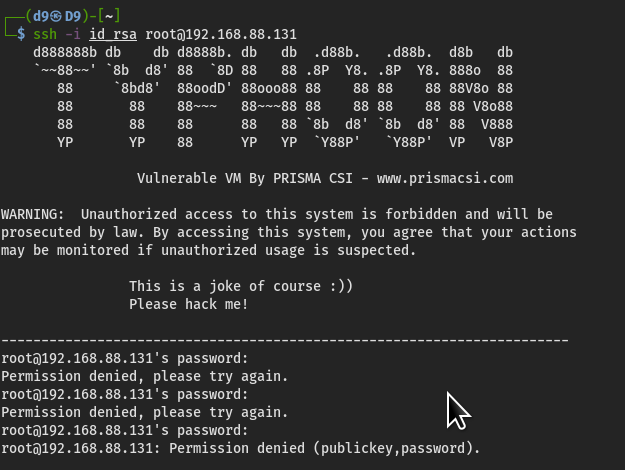 ┌──(d9㉿D9)-[~]
└─$ ssh -i id_rsa root@192.168.88.131
    d888888b db    db d8888b. db   db  .d88b.   .d88b.  d8b   db
    `~~88~~' `8b  d8' 88  `8D 88   88 .8P  Y8. .8P  Y8. 888o  88
       88     `8bd8'  88oodD' 88ooo88 88    88 88    88 88V8o 88
       88       88    88~~~   88~~~88 88    88 88    88 88 V8o88
       88       88    88      88   88 `8b  d8' `8b  d8' 88  V888
       YP       YP    88      YP   YP  `Y88P'   `Y88P'  VP   V8P
                 Vulnerable VM By PRISMA CSI - www.prismacsi.com
WARNING:  Unauthorized access to this system is forbidden and will be
prosecuted by law. By accessing this system, you agree that your actions
may be monitored if unauthorized usage is suspected.
                This is a joke of course :))
                Please hack me!
-----------------------------------------------------------------------
root@192.168.88.131's password:
Permission denied, please try again.
root@192.168.88.131's password:
Permission denied, please try again.
root@192.168.88.131's password:
root@192.168.88.131: Permission denied (publickey,password).